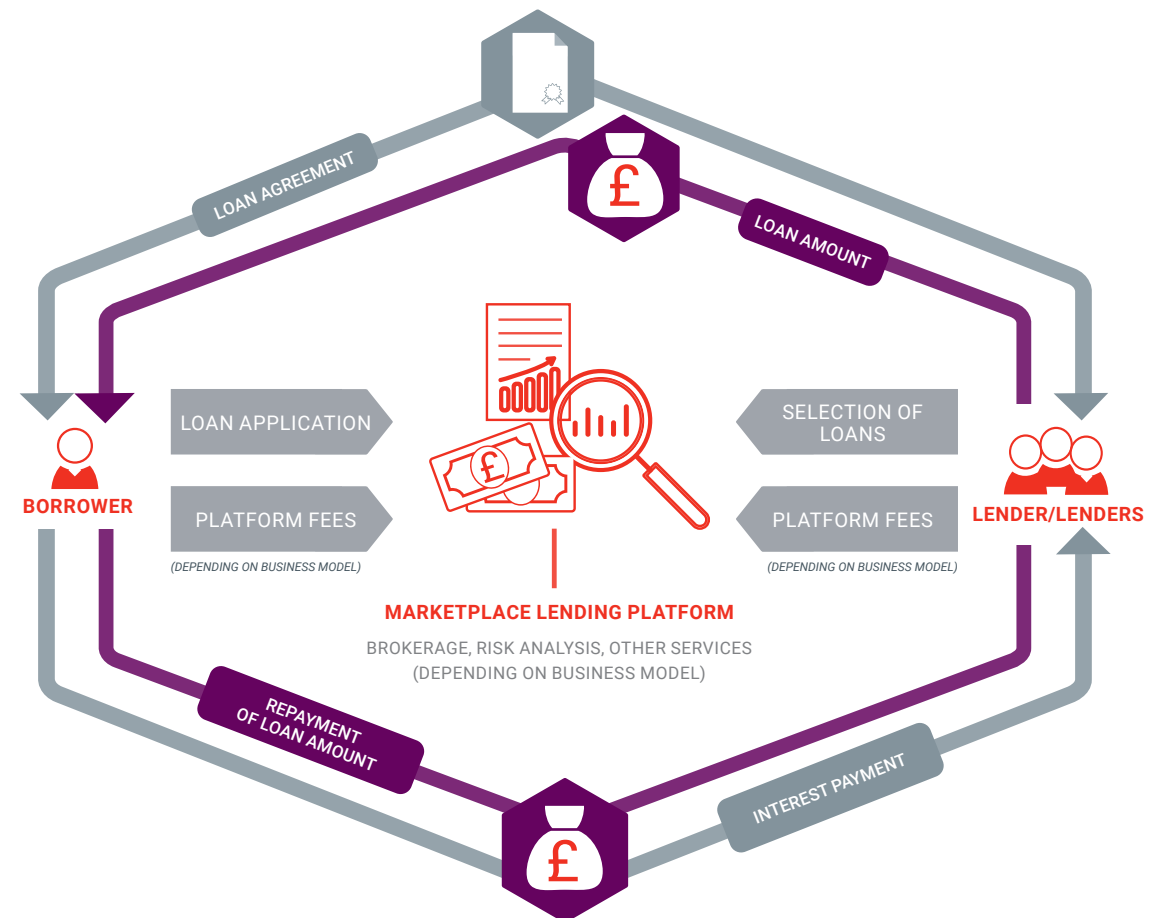 LOAN AGREEMENT
£
LOAN AMOUNT
LOAN APPLICATION
SELECTION OF
LOANS
£
BORROWER
PLATFORM FEES
PLATFORM FEES
LENDER/LENDERS
(DEPENDING ON BUSINESS MODEL)
(DEPENDING ON BUSINESS MODEL)
MARKETPLACE LENDING PLATFORM
BROKERAGE, RISK ANALYSIS, OTHER SERVICES
(DEPENDING ON BUSINESS MODEL)
REPAYMENT
OF LOAN AMOUNT
INTEREST PAYMENT
£